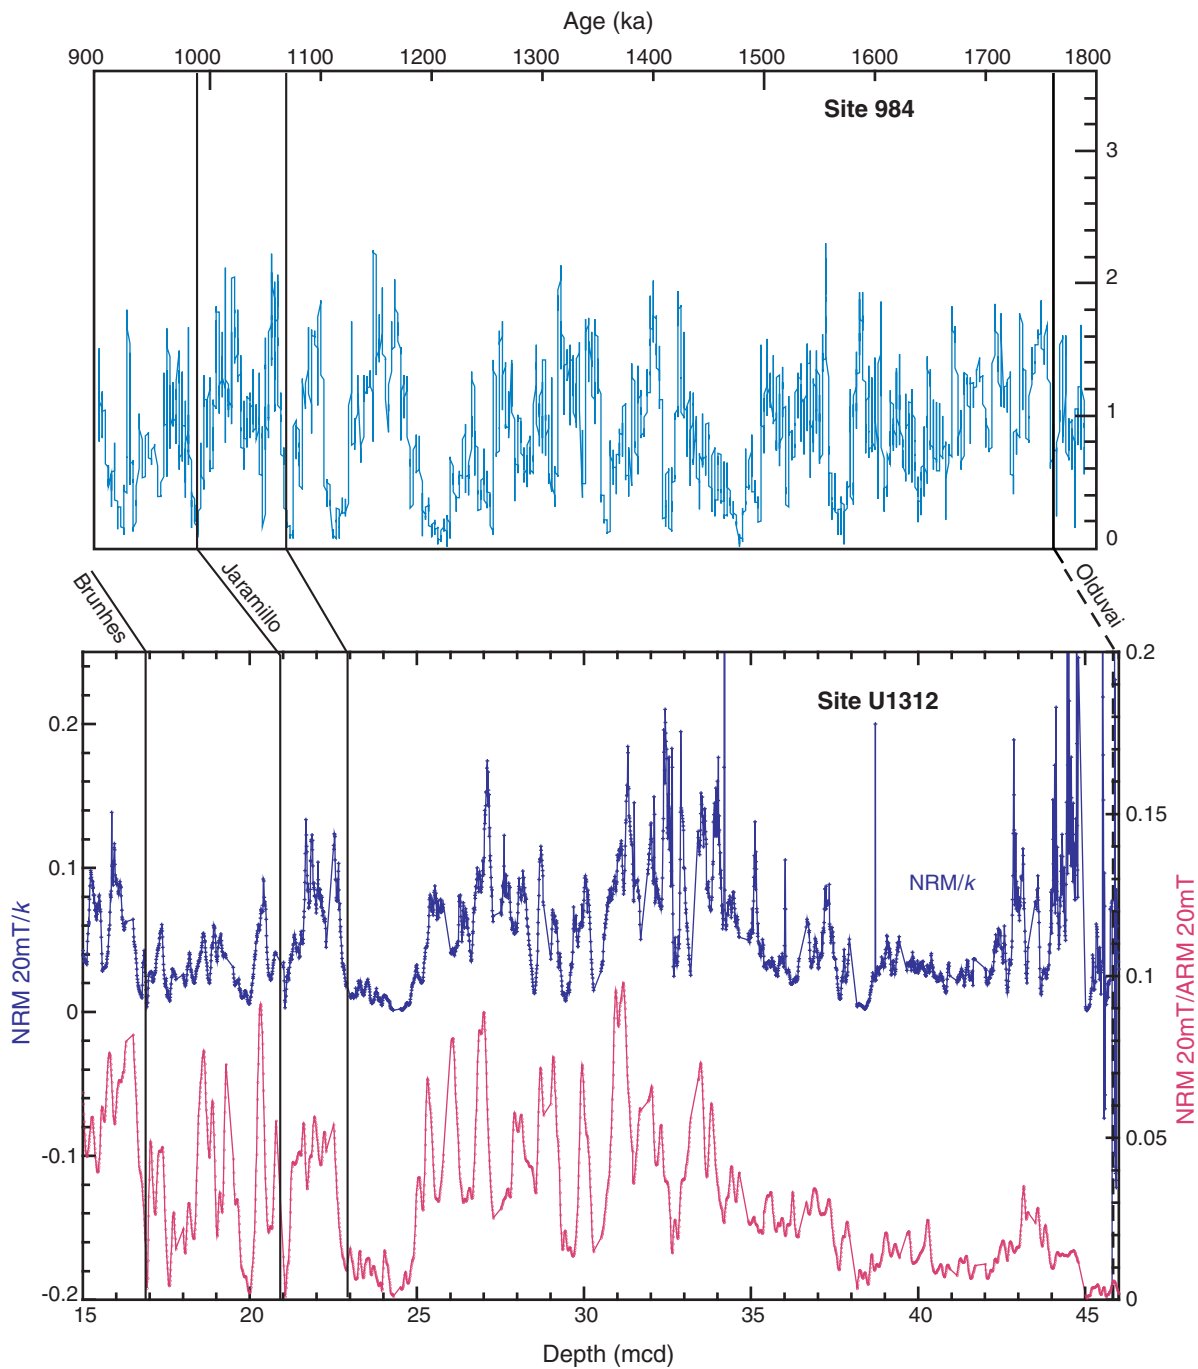 Age (ka)
900 1000 1100 1200 1300 1400 1500 1600 1700 1800
Site 984
3
2
1
0
Brunhes
Jaramillo
Olduvai
Site U1312
NRM/k
NRM 20mT/k
0.2
0.1
0
-0.1
-0.2
0.2
0.15
0.1
0.05
0
NRM 20mT/ARM 20mT
15 20 25 30 35 40 45
Depth (mcd)